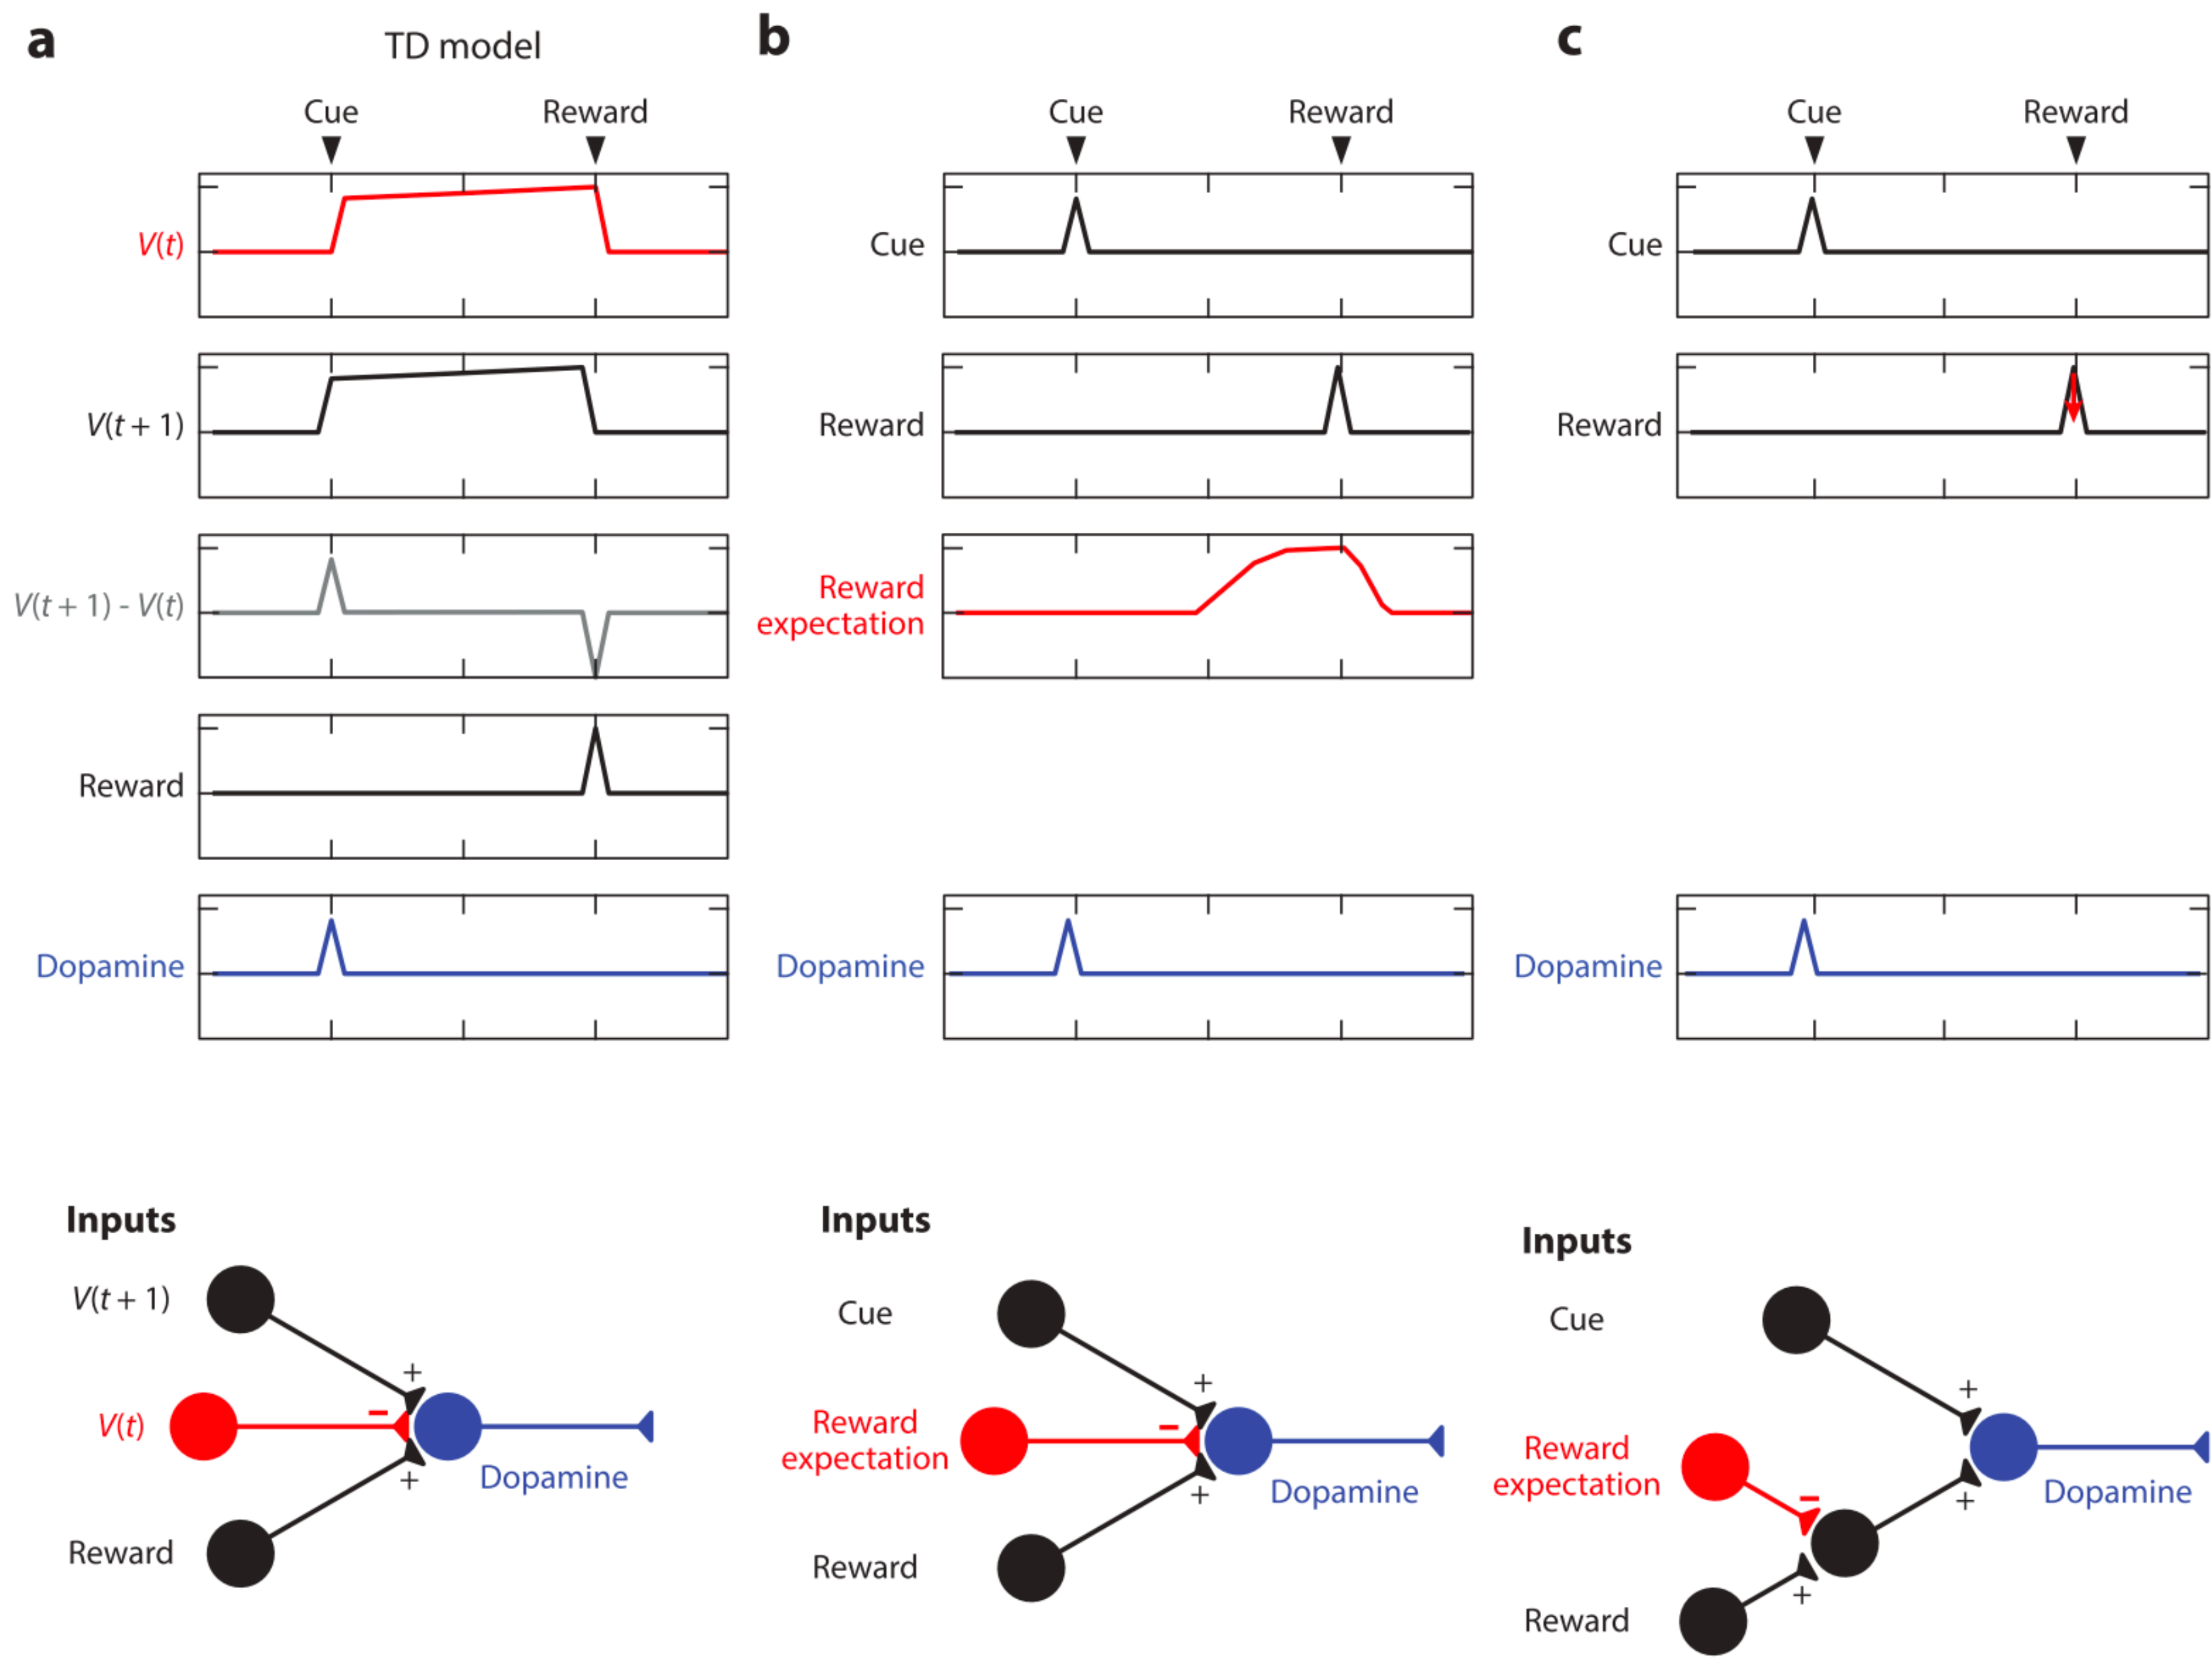 a
TD model
Cue
Reward
V(t)
V(t + 1)
V(t + 1) - V(t)
Reward
Dopamine
Inputs
V(t + 1)
+
V(t)
−
+
Dopamine
Reward
b
Cue
Reward
Cue
Reward
Reward
expectation
Dopamine
Inputs
Cue
+
Reward
expectation
−
+
Dopamine
Reward
c
Cue
Reward
Cue
Reward
Dopamine
Inputs
Cue
+
Reward
expectation
−
+
Dopamine
+
Reward